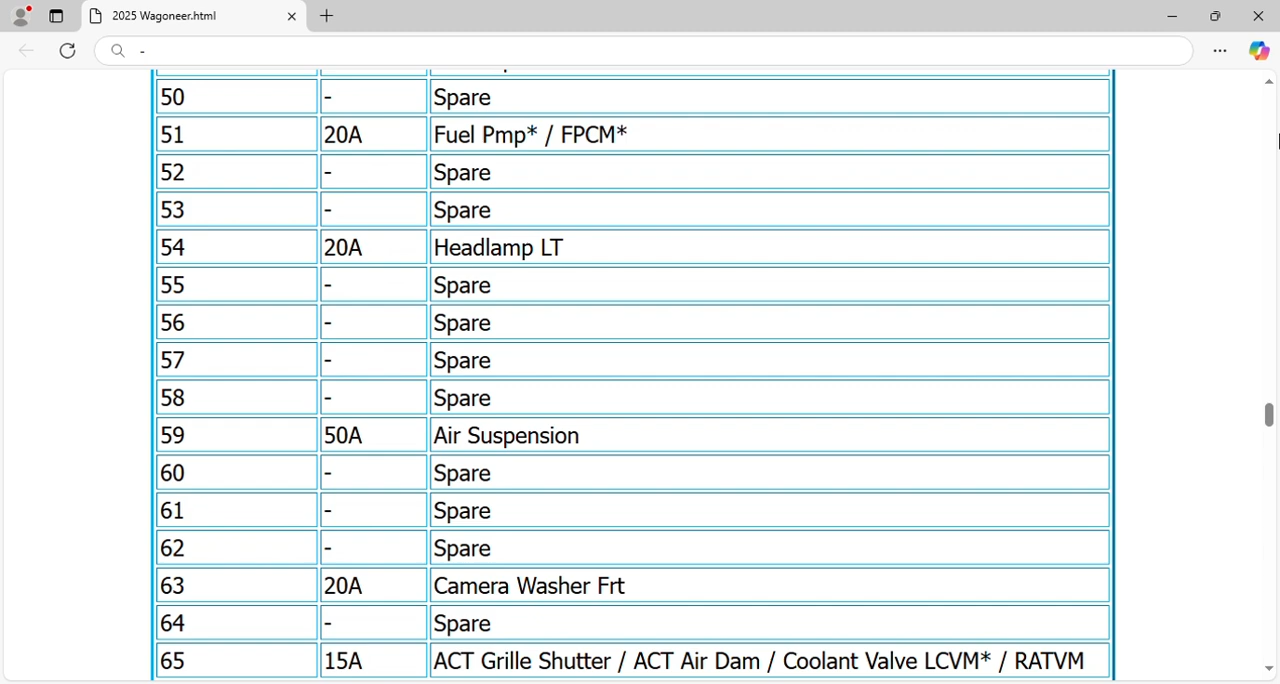 2025 Wagoneer.html
-
50 - Spare
51 20A Fuel Pmp* / FPCM*
52 - Spare
53 - Spare
54 20A Headlamp LT
55 - Spare
56 - Spare
57 - Spare
58 - Spare
59 50A Air Suspension
60 - Spare
61 - Spare
62 - Spare
63 20A Camera Washer Frt
64 - Spare
65 15A ACT Grille Shutter / ACT Air Dam / Coolant Valve LCVM* / RATVM